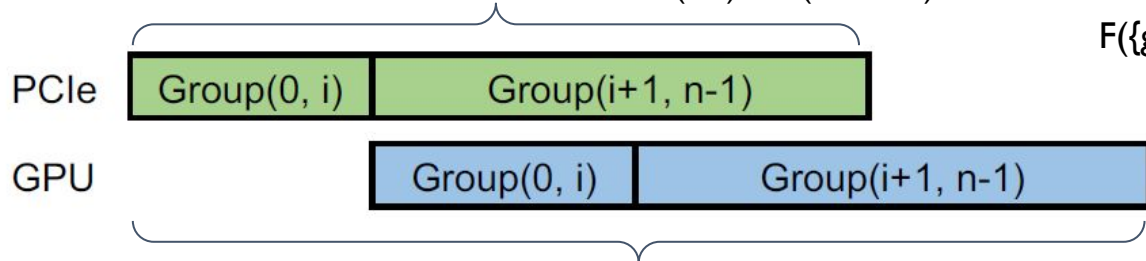 F({g
PCIe Group(0, i) Group(i+1, n-1)
GPU Group(0, i) Group(i+1, n-1)